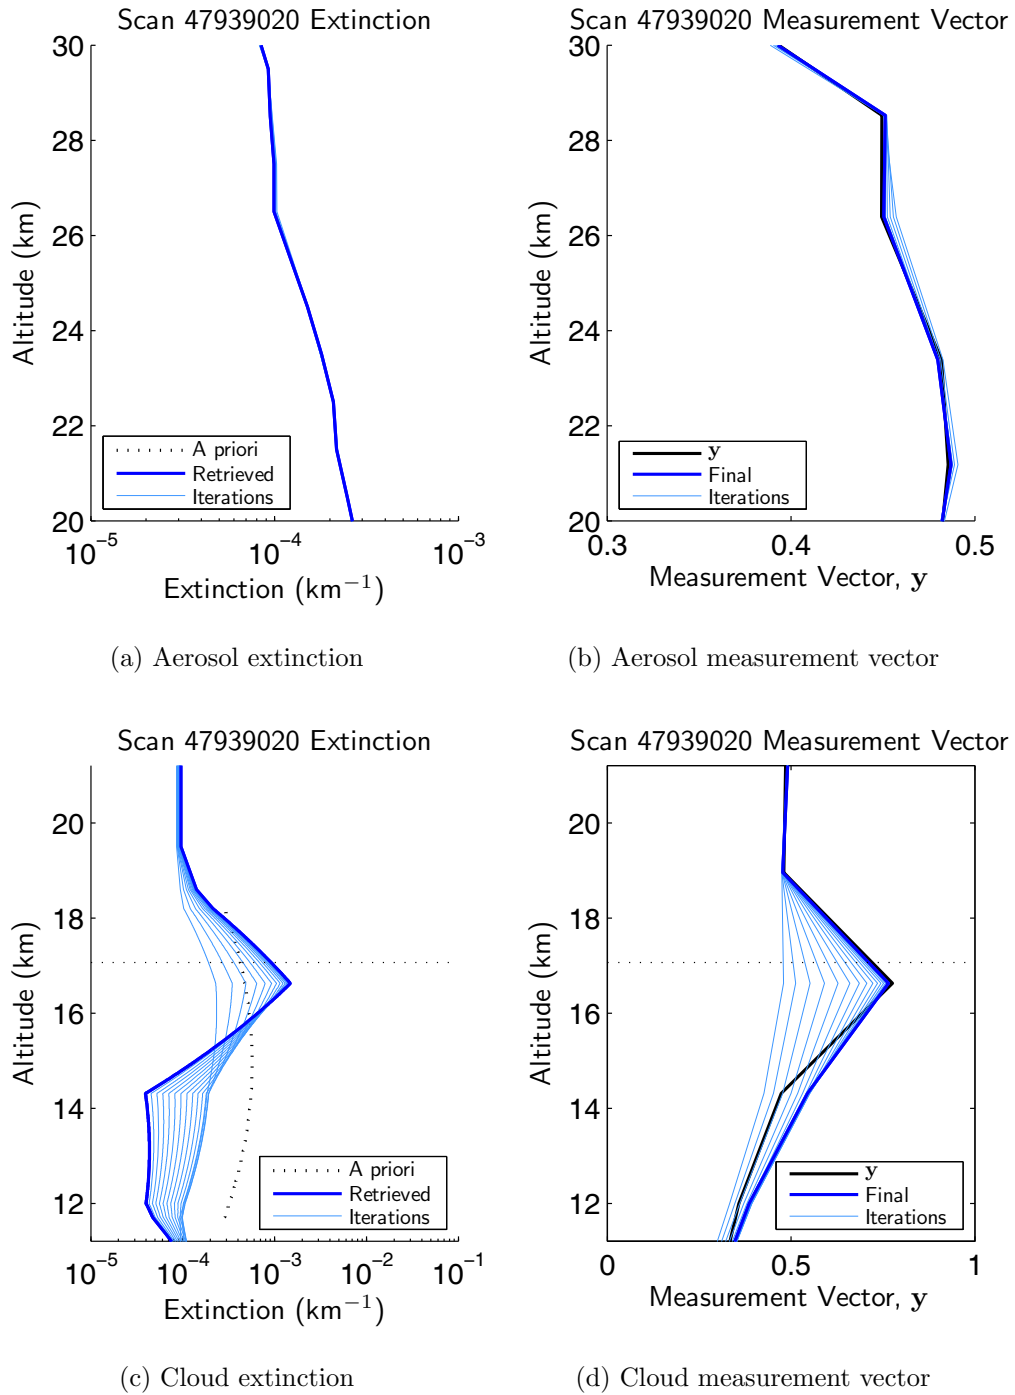 Scan 47939020 Extinction
30
28
26
24
22
20
Altitude (km)
A priori
Retrieved
Iterations
10−5
10−4
10−3
Extinction (km−1)
(a) Aerosol extinction
Scan 47939020 Measurement Vector
30
28
26
24
22
20
Altitude (km)
y
Final
Iterations
0.3
0.4
0.5
Measurement Vector, y
(b) Aerosol measurement vector
Scan 47939020 Extinction
20
18
16
14
12
Altitude (km)
A priori
Retrieved
Iterations
10−5
10−4
10−3
10−2
10−1
Extinction (km−1)
(c) Cloud extinction
Scan 47939020 Measurement Vector
20
18
16
14
12
Altitude (km)
y
Final
Iterations
0
0.5
1
Measurement Vector, y
(d) Cloud measurement vector